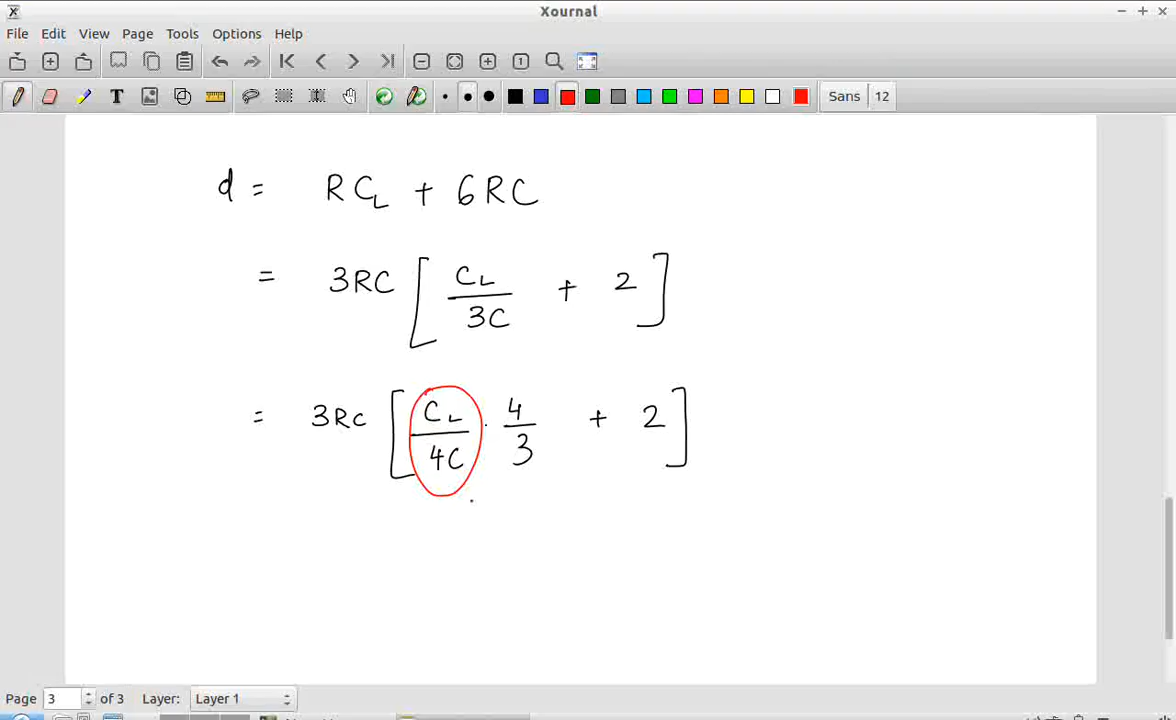 Xournal
File Edit View Page Tools Options Help
Sans 12
d = RC_L + 6RC
= 3RC [ C_L/3C + 2 ]
= 3RC [ C_L/4C · 4/3 + 2 ]
Page 3 of 3 Layer: Layer 1